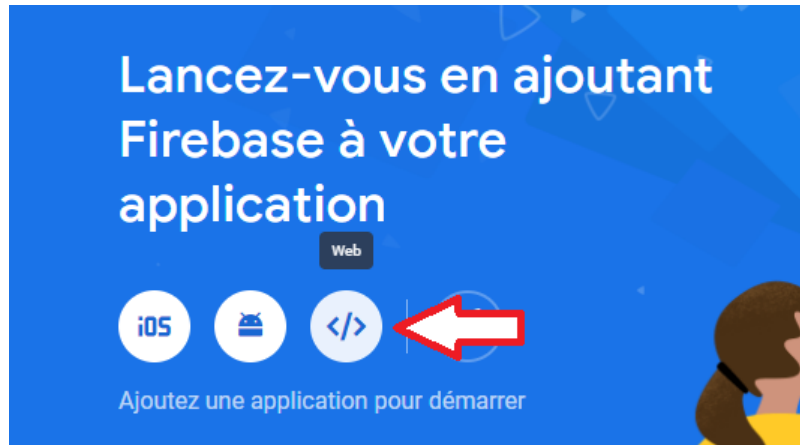 Lancez-vous en ajoutant
Firebase à votre
application
Web
iOS </>
Ajoutez une application pour démarrer